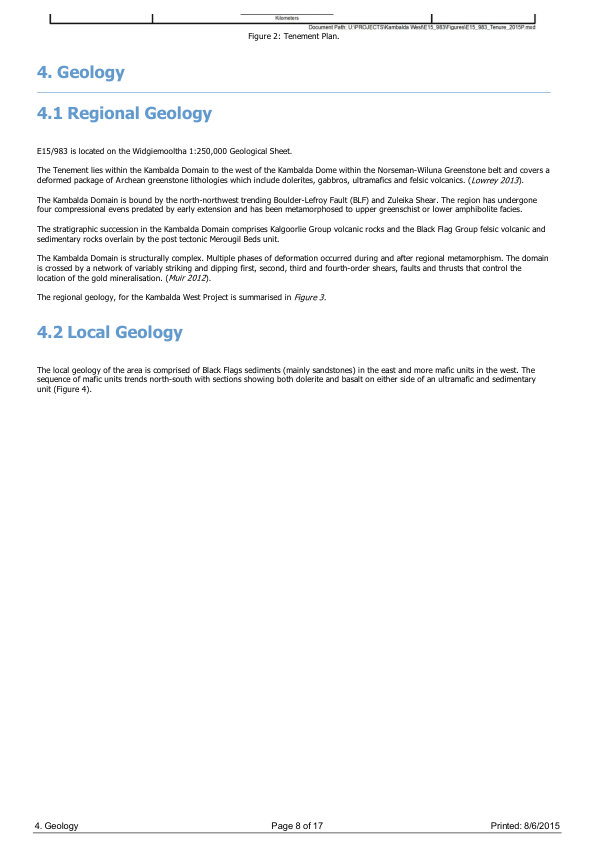 Kilometers
Document Path: U:\PROJECTS\Kambalda West\E15_983\Figures\E15_983_Tenure_2015P.mxd
Figure 2: Tenement Plan.
4. Geology
4.1 Regional Geology
E15/983 is located on the Widgiemooltha 1:250,000 Geological Sheet.
The Tenement lies within the Kambalda Domain to the west of the Kambalda Dome within the Norseman-Wiluna Greenstone belt and covers a
deformed package of Archean greenstone lithologies which include dolerites, gabbros, ultramafics and felsic volcanics. (Lowrey 2013).
The Kambalda Domain is bound by the north-northwest trending Boulder-Lefroy Fault (BLF) and Zuleika Shear. The region has undergone
four compressional evens predated by early extension and has been metamorphosed to upper greenschist or lower amphibolite facies.
The stratigraphic succession in the Kambalda Domain comprises Kalgoorlie Group volcanic rocks and the Black Flag Group felsic volcanic and
sedimentary rocks overlain by the post tectonic Merougil Beds unit.
The Kambalda Domain is structurally complex. Multiple phases of deformation occurred during and after regional metamorphism. The domain
is crossed by a network of variably striking and dipping first, second, third and fourth-order shears, faults and thrusts that control the
location of the gold mineralisation. (Muir 2012).
The regional geology, for the Kambalda West Project is summarised in Figure 3.
4.2 Local Geology
The local geology of the area is comprised of Black Flags sediments (mainly sandstones) in the east and more mafic units in the west. The
sequence of mafic units trends north-south with sections showing both dolerite and basalt on either side of an ultramafic and sedimentary
unit (Figure 4).
4. Geology Page 8 of 17 Printed: 8/6/2015